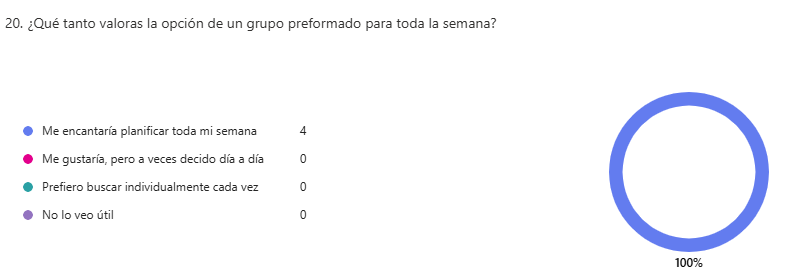 20. ¿Qué tanto valoras la opción de un grupo preformado para toda la semana?
Me encantaría planificar toda mi semana 4
Me gustaría, pero a veces decido día a día 0
Prefiero buscar individualmente cada vez 0
No lo veo útil 0
100%